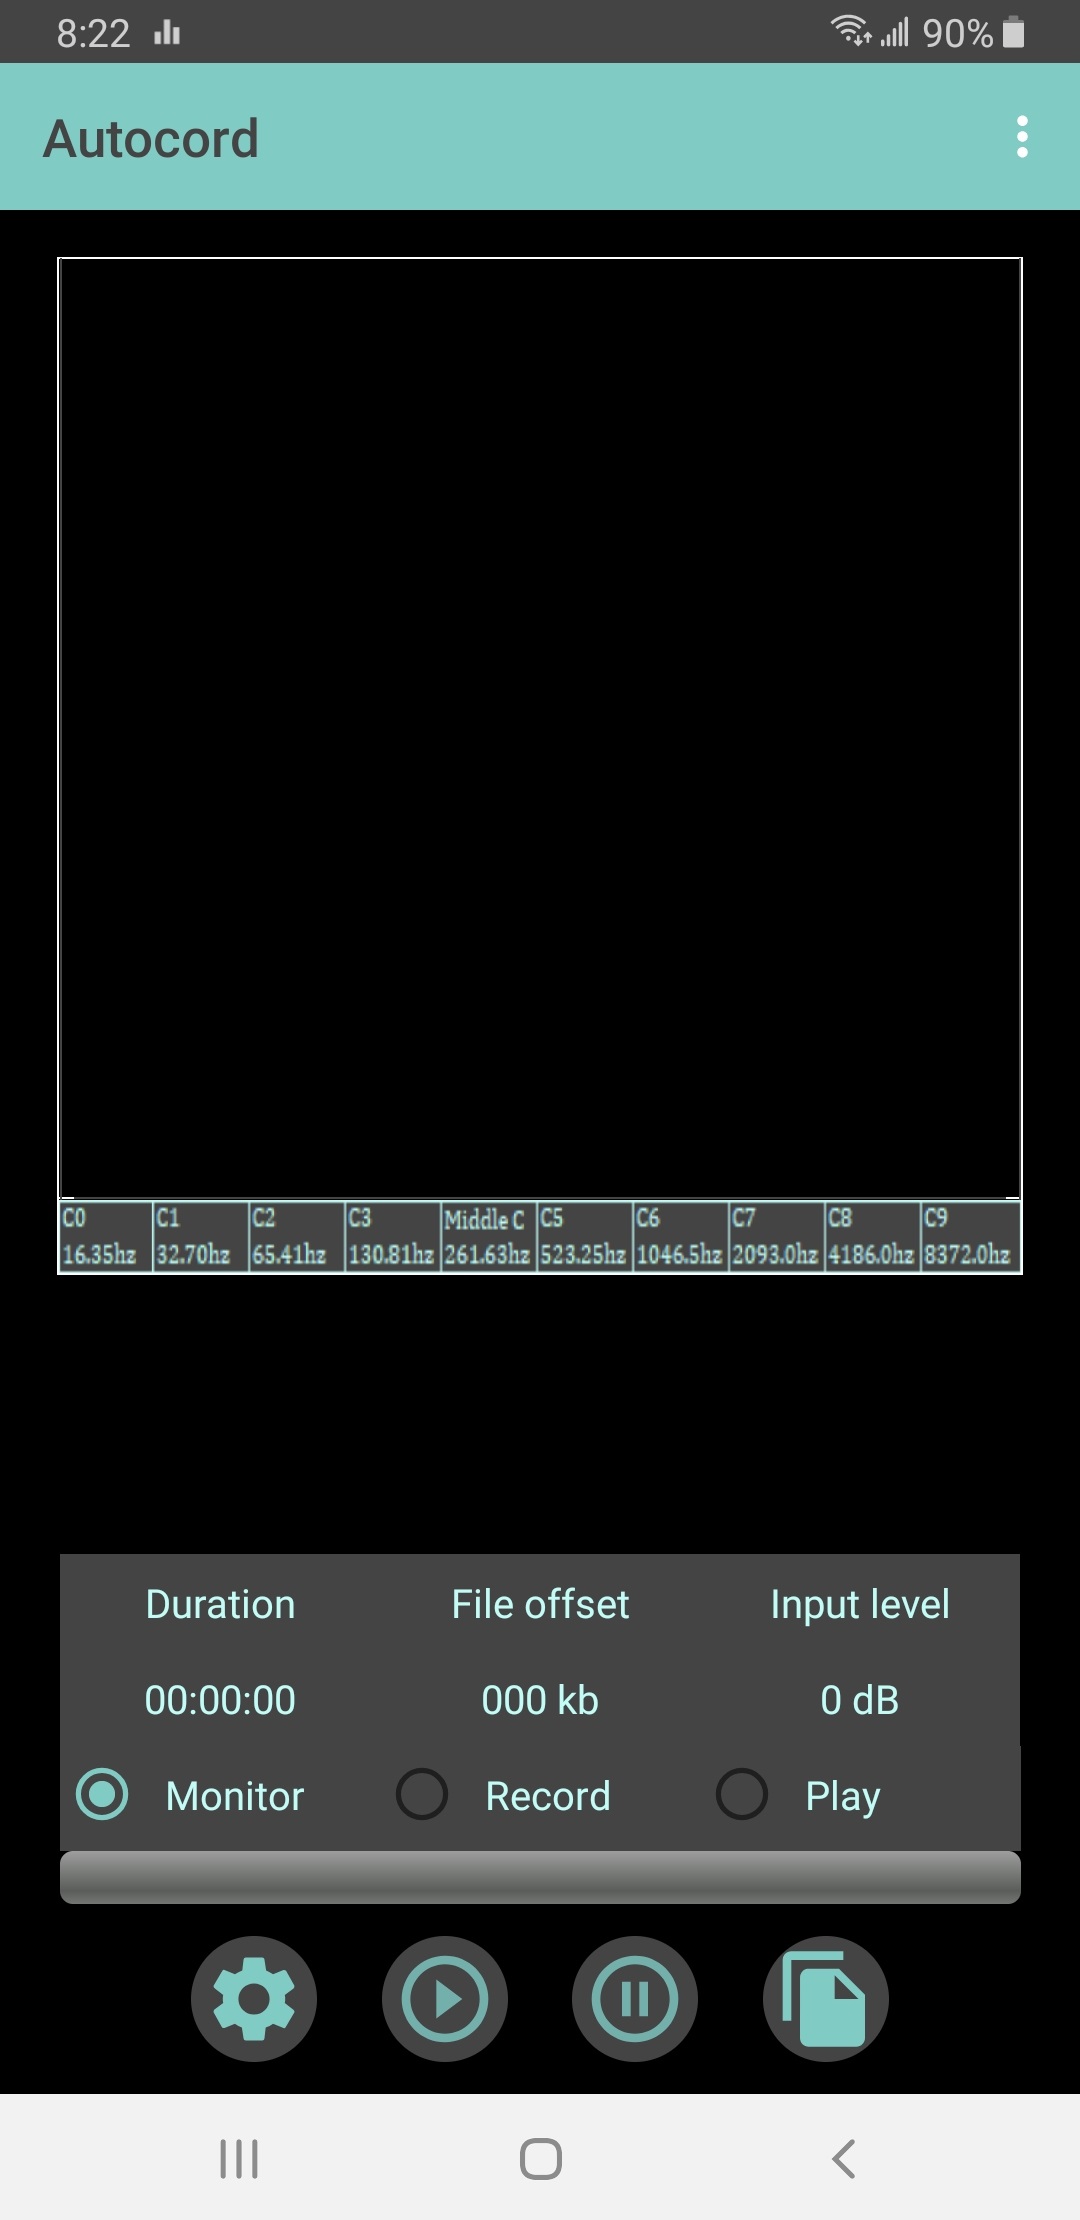 8:22 90%
Autocord
C0 C1 C2 C3 Middle C C5 C6 C7 C8 C9
16.35hz 32.70hz 65.41hz 130.81hz 261.63hz 523.25hz 1046.5hz 2093.0hz 4186.0hz 8372.0hz
Duration File offset Input level
00:00:00 000 kb 0 dB
Monitor Record Play